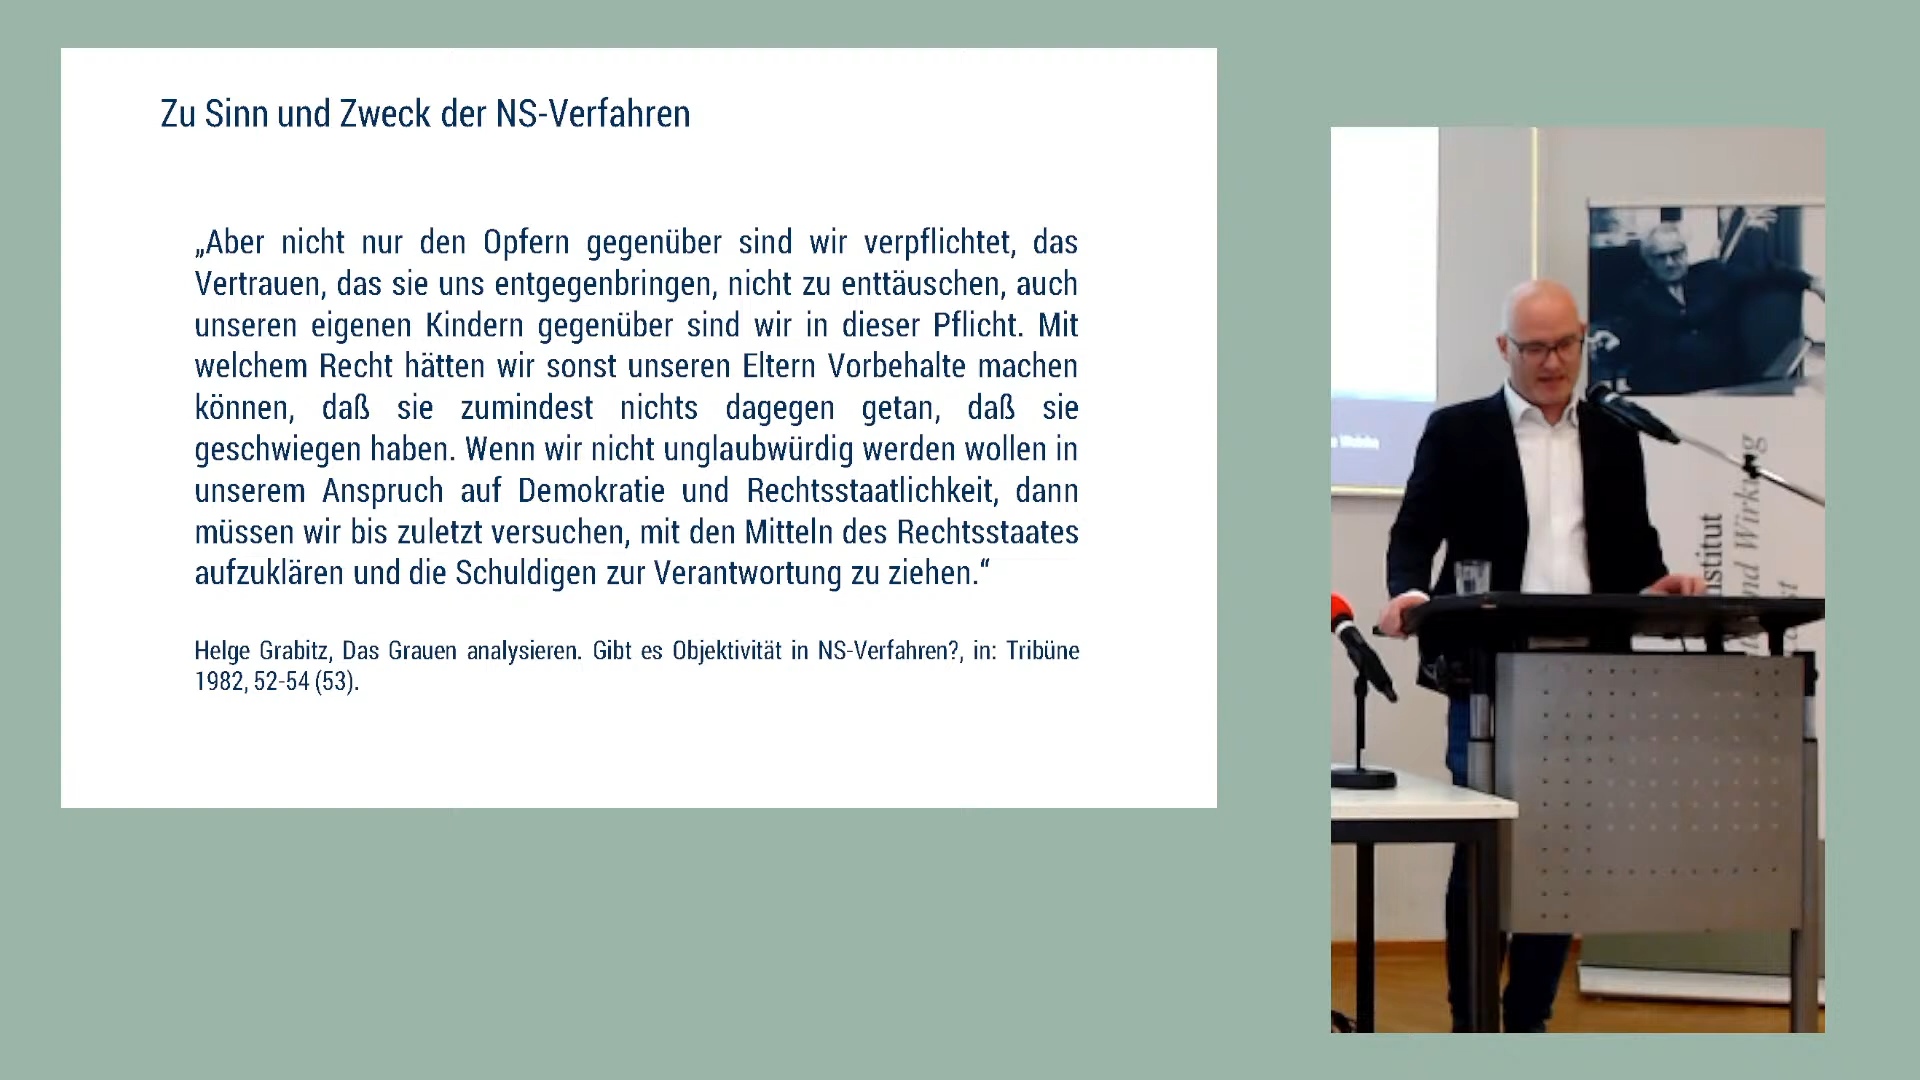 Zu Sinn und Zweck der NS-Verfahren
„Aber nicht nur den Opfern gegenüber sind wir verpflichtet, das
Vertrauen, das sie uns entgegenbringen, nicht zu enttäuschen, auch
unseren eigenen Kindern gegenüber sind wir in dieser Pflicht. Mit
welchem Recht hätten wir sonst unseren Eltern Vorbehalte machen
können, daß sie zumindest nichts dagegen getan, daß sie
geschwiegen haben. Wenn wir nicht unglaubwürdig werden wollen in
unserem Anspruch auf Demokratie und Rechtsstaatlichkeit, dann
müssen wir bis zuletzt versuchen, mit den Mitteln des Rechtsstaates
aufzuklären und die Schuldigen zur Verantwortung zu ziehen.“
Helge Grabitz, Das Grauen analysieren. Gibt es Objektivität in NS-Verfahren?, in: Tribüne
1982, 52-54 (53).
stitut
nd Wirkung